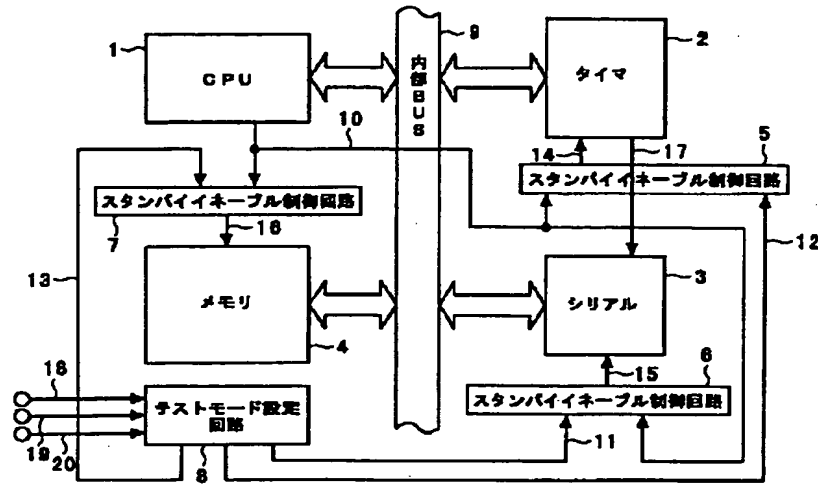 1
CPU
内部BUS
9
タイマ
2
10
14
17
5
スタンバイイネーブル制御回路
スタンバイイネーブル制御回路
7
16
12
13
メモリ
4
シリアル
3
18
19
20
テストモード設定
回路
8
15
6
スタンバイイネーブル制御回路
11